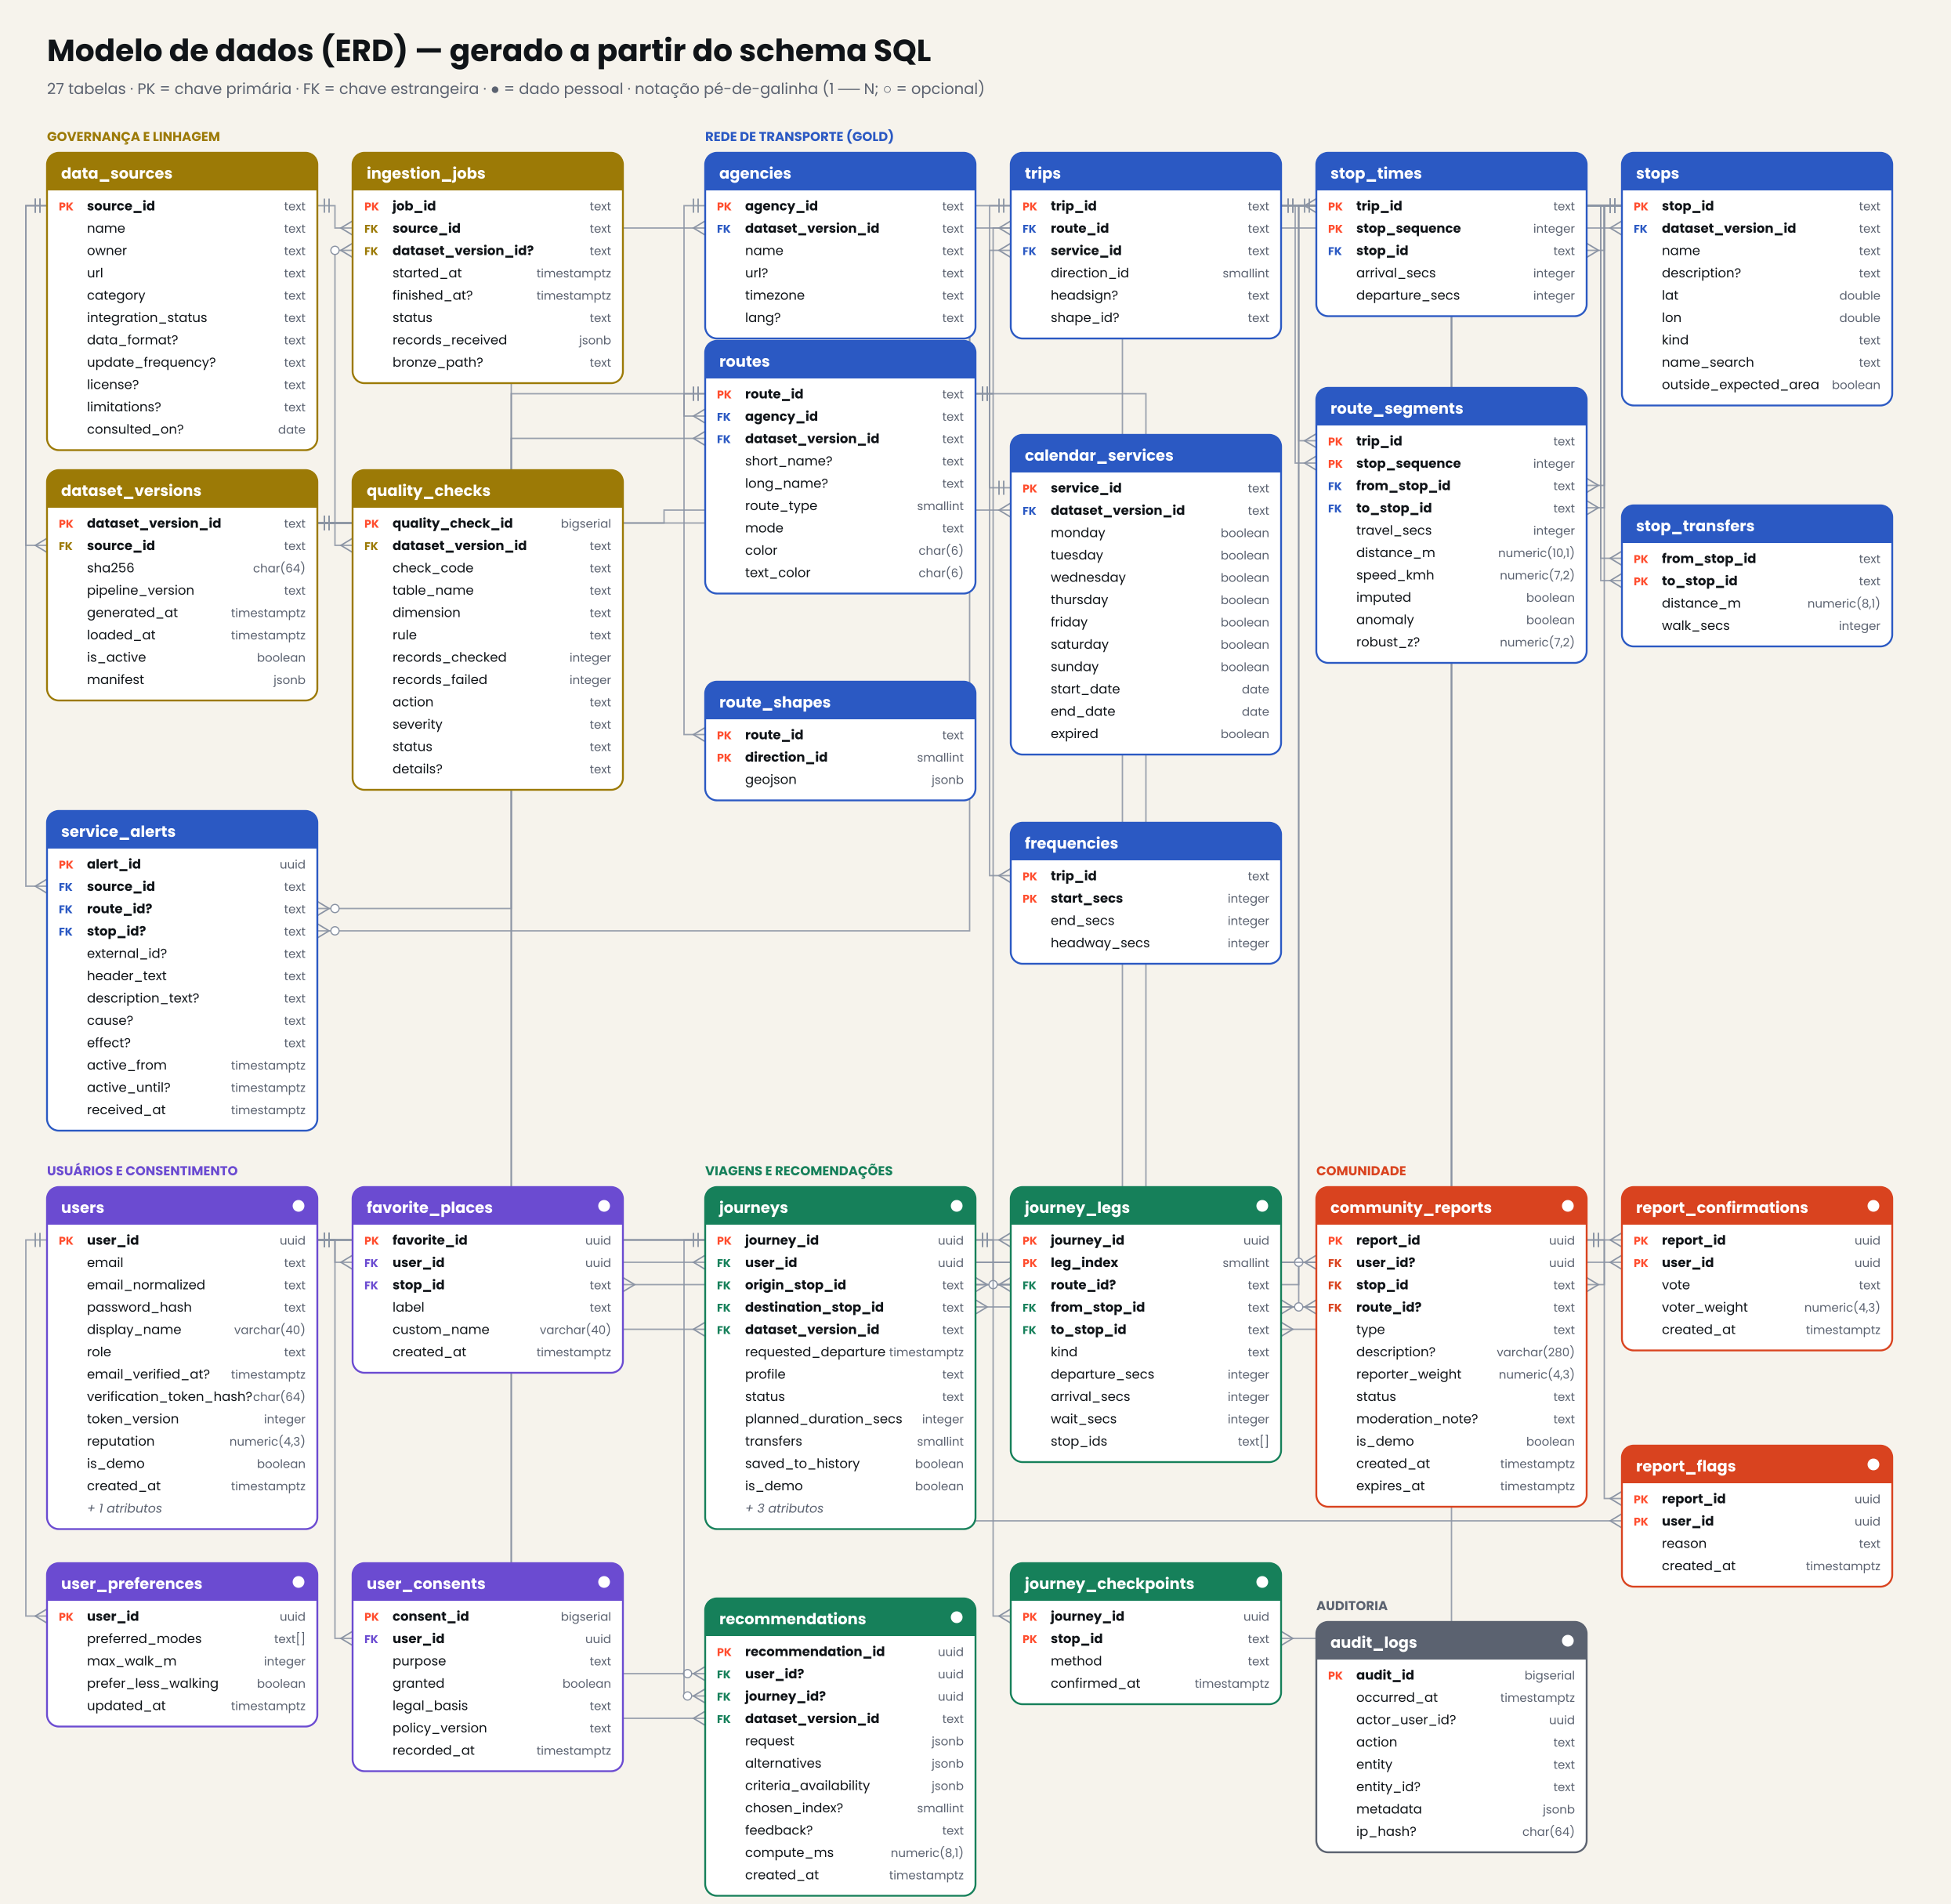 Modelo de dados (ERD) — gerado a partir do schema SQL
27 tabelas · PK = chave primária · FK = chave estrangeira · ● = dado pessoal · notação pé-de-galinha (1 — N; ○ = opcional)
GOVERNANÇA E LINHAGEM
data_sources
PK source_id text
name text
owner text
url text
category text
integration_status text
data_format? text
update_frequency? text
license? text
limitations? text
consulted_on? date
ingestion_jobs
PK job_id text
FK source_id text
FK dataset_version_id? text
started_at timestamptz
finished_at? timestamptz
status text
records_received jsonb
bronze_path? text
dataset_versions
PK dataset_version_id text
FK source_id text
sha256 char(64)
pipeline_version text
generated_at timestamptz
loaded_at timestamptz
is_active boolean
manifest jsonb
quality_checks
PK quality_check_id bigserial
FK dataset_version_id text
check_code text
table_name text
dimension text
rule text
records_checked integer
records_failed integer
action text
severity text
status text
details? text
REDE DE TRANSPORTE (GOLD)
agencies
PK agency_id text
FK dataset_version_id text
name text
url? text
timezone text
lang? text
routes
PK route_id text
FK agency_id text
FK dataset_version_id text
short_name? text
long_name? text
route_type smallint
mode text
color char(6)
text_color char(6)
route_shapes
PK route_id text
PK direction_id smallint
geojson jsonb
trips
PK trip_id text
FK route_id text
FK service_id text
direction_id smallint
headsign? text
shape_id? text
calendar_services
PK service_id text
FK dataset_version_id text
monday boolean
tuesday boolean
wednesday boolean
thursday boolean
friday boolean
saturday boolean
sunday boolean
start_date date
end_date date
expired boolean
frequencies
PK trip_id text
PK start_secs integer
end_secs integer
headway_secs integer
stop_times
PK trip_id text
PK stop_sequence integer
FK stop_id text
arrival_secs integer
departure_secs integer
route_segments
PK trip_id text
PK stop_sequence integer
FK from_stop_id text
FK to_stop_id text
travel_secs integer
distance_m numeric(10,1)
speed_kmh numeric(7,2)
imputed boolean
anomaly boolean
robust_z? numeric(7,2)
stops
PK stop_id text
FK dataset_version_id text
name text
description? text
lat double
lon double
kind text
name_search text
outside_expected_area boolean
stop_transfers
PK from_stop_id text
PK to_stop_id text
distance_m numeric(8,1)
walk_secs integer
service_alerts
PK alert_id uuid
FK source_id text
FK route_id? text
FK stop_id? text
external_id? text
header_text text
description_text? text
cause? text
effect? text
active_from timestamptz
active_until? timestamptz
received_at timestamptz
USUÁRIOS E CONSENTIMENTO
users
PK user_id uuid
email text
email_normalized text
password_hash text
display_name varchar(40)
role text
email_verified_at? timestamptz
verification_token_hash? char(64)
token_version integer
reputation numeric(4,3)
is_demo boolean
created_at timestamptz
+ 1 atributos
favorite_places
PK favorite_id uuid
FK user_id uuid
FK stop_id text
label text
custom_name varchar(40)
created_at timestamptz
user_preferences
PK user_id uuid
preferred_modes text[]
max_walk_m integer
prefer_less_walking boolean
updated_at timestamptz
user_consents
PK consent_id bigserial
FK user_id uuid
purpose text
granted boolean
legal_basis text
policy_version text
recorded_at timestamptz
VIAGENS E RECOMENDAÇÕES
journeys
PK journey_id uuid
FK user_id uuid
FK origin_stop_id text
FK destination_stop_id text
FK dataset_version_id text
requested_departure timestamptz
profile text
status text
planned_duration_secs integer
transfers smallint
saved_to_history boolean
is_demo boolean
+ 3 atributos
journey_legs
PK journey_id uuid
PK leg_index smallint
FK route_id? text
FK from_stop_id text
FK to_stop_id text
kind text
departure_secs integer
arrival_secs integer
wait_secs integer
stop_ids text[]
recommendations
PK recommendation_id uuid
FK user_id? uuid
FK journey_id? uuid
FK dataset_version_id text
request jsonb
alternatives jsonb
criteria_availability jsonb
chosen_index? smallint
feedback? text
compute_ms numeric(8,1)
created_at timestamptz
journey_checkpoints
PK journey_id uuid
PK stop_id text
method text
confirmed_at timestamptz
COMUNIDADE
community_reports
PK report_id uuid
FK user_id? uuid
FK stop_id text
FK route_id? text
type text
description? varchar(280)
reporter_weight numeric(4,3)
status text
moderation_note? text
is_demo boolean
created_at timestamptz
expires_at timestamptz
report_confirmations
PK report_id uuid
PK user_id uuid
vote text
voter_weight numeric(4,3)
created_at timestamptz
report_flags
PK report_id uuid
PK user_id uuid
reason text
created_at timestamptz
AUDITORIA
audit_logs
PK audit_id bigserial
occurred_at timestamptz
actor_user_id? uuid
action text
entity text
entity_id? text
metadata jsonb
ip_hash? char(64)